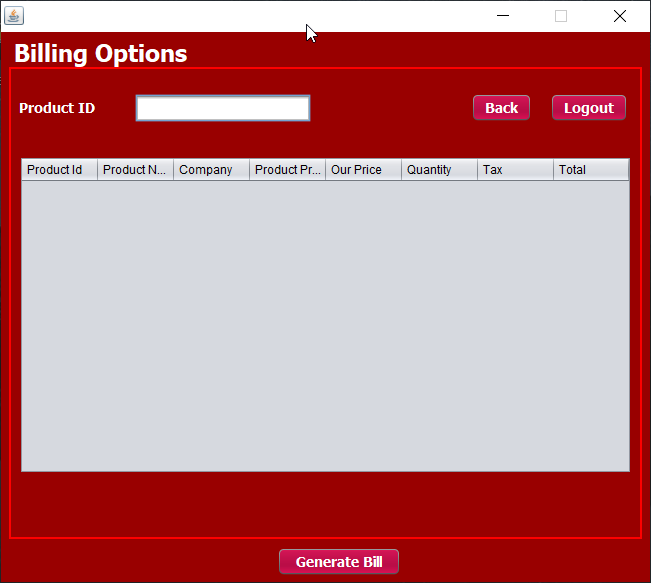 Billing Options
Product ID
Back
Logout
Product Id Product N... Company Product Pr... Our Price Quantity Tax Total
Generate Bill